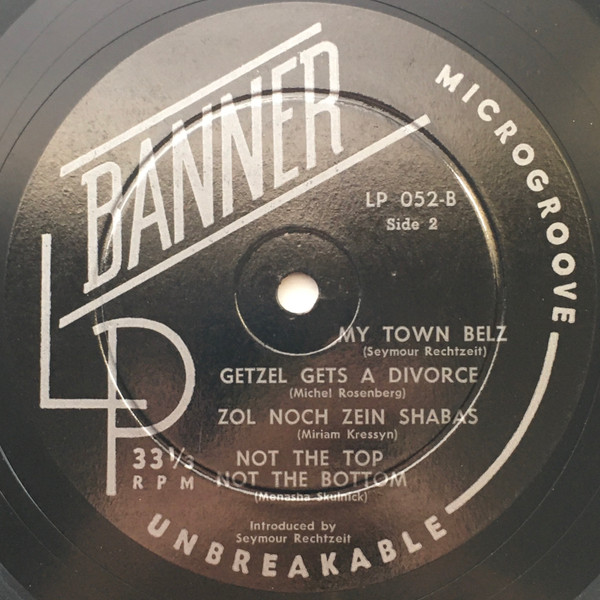 BANNER
LP
MICROGROOVE
LP 052-B
Side 2
MY TOWN BELZ
(Seymour Rechtzeit)
GETZEL GETS A DIVORCE
(Michel Rosenberg)
ZOL NOCH ZEIN SHABAS
(Miriam Kressyn)
NOT THE TOP
NOT THE BOTTOM
(Menasha Skulnick)
33⅓
RPM
Introduced by
Seymour Rechtzeit
UNBREAKABLE